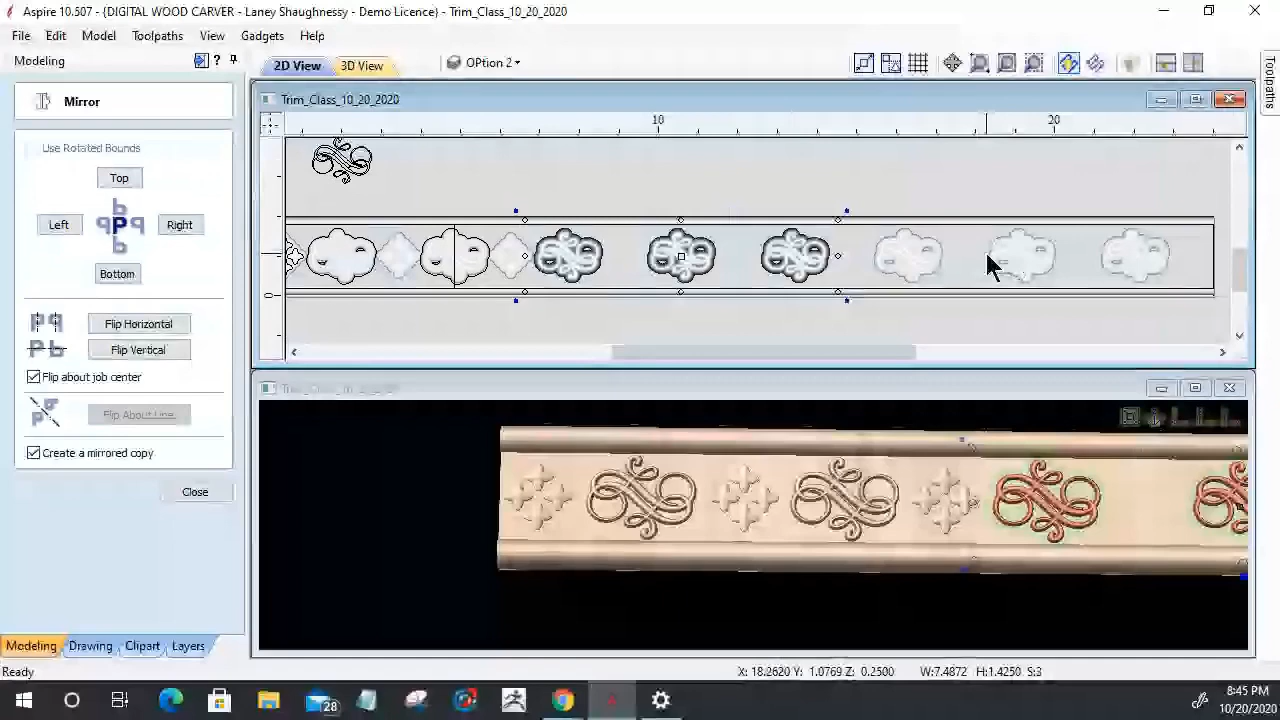 Aspire 10.507 - {DIGITAL WOOD CARVER - Laney Shaughnessy - Demo Licence} - Trim_Class_10_20_2020
File Edit Model Toolpaths View Gadgets Help
Modeling
?
2D View
3D View
OPtion 2
Toolpaths
Mirror
Trim_Class_10_20_2020
10
20
Use Rotated Bounds
Top
Left
Right
Bottom
0
Flip Horizontal
Flip Vertical
Flip about job center
Flip About Line
Create a mirrored copy
Close
Trim_Class_10_20_2020
Modeling Drawing Clipart Layers
Ready
X: 18.2620 Y: 1.0769 Z: 0.2500
W:7.4872 H:1.4250 S:3
28
8:45 PM
10/20/2020